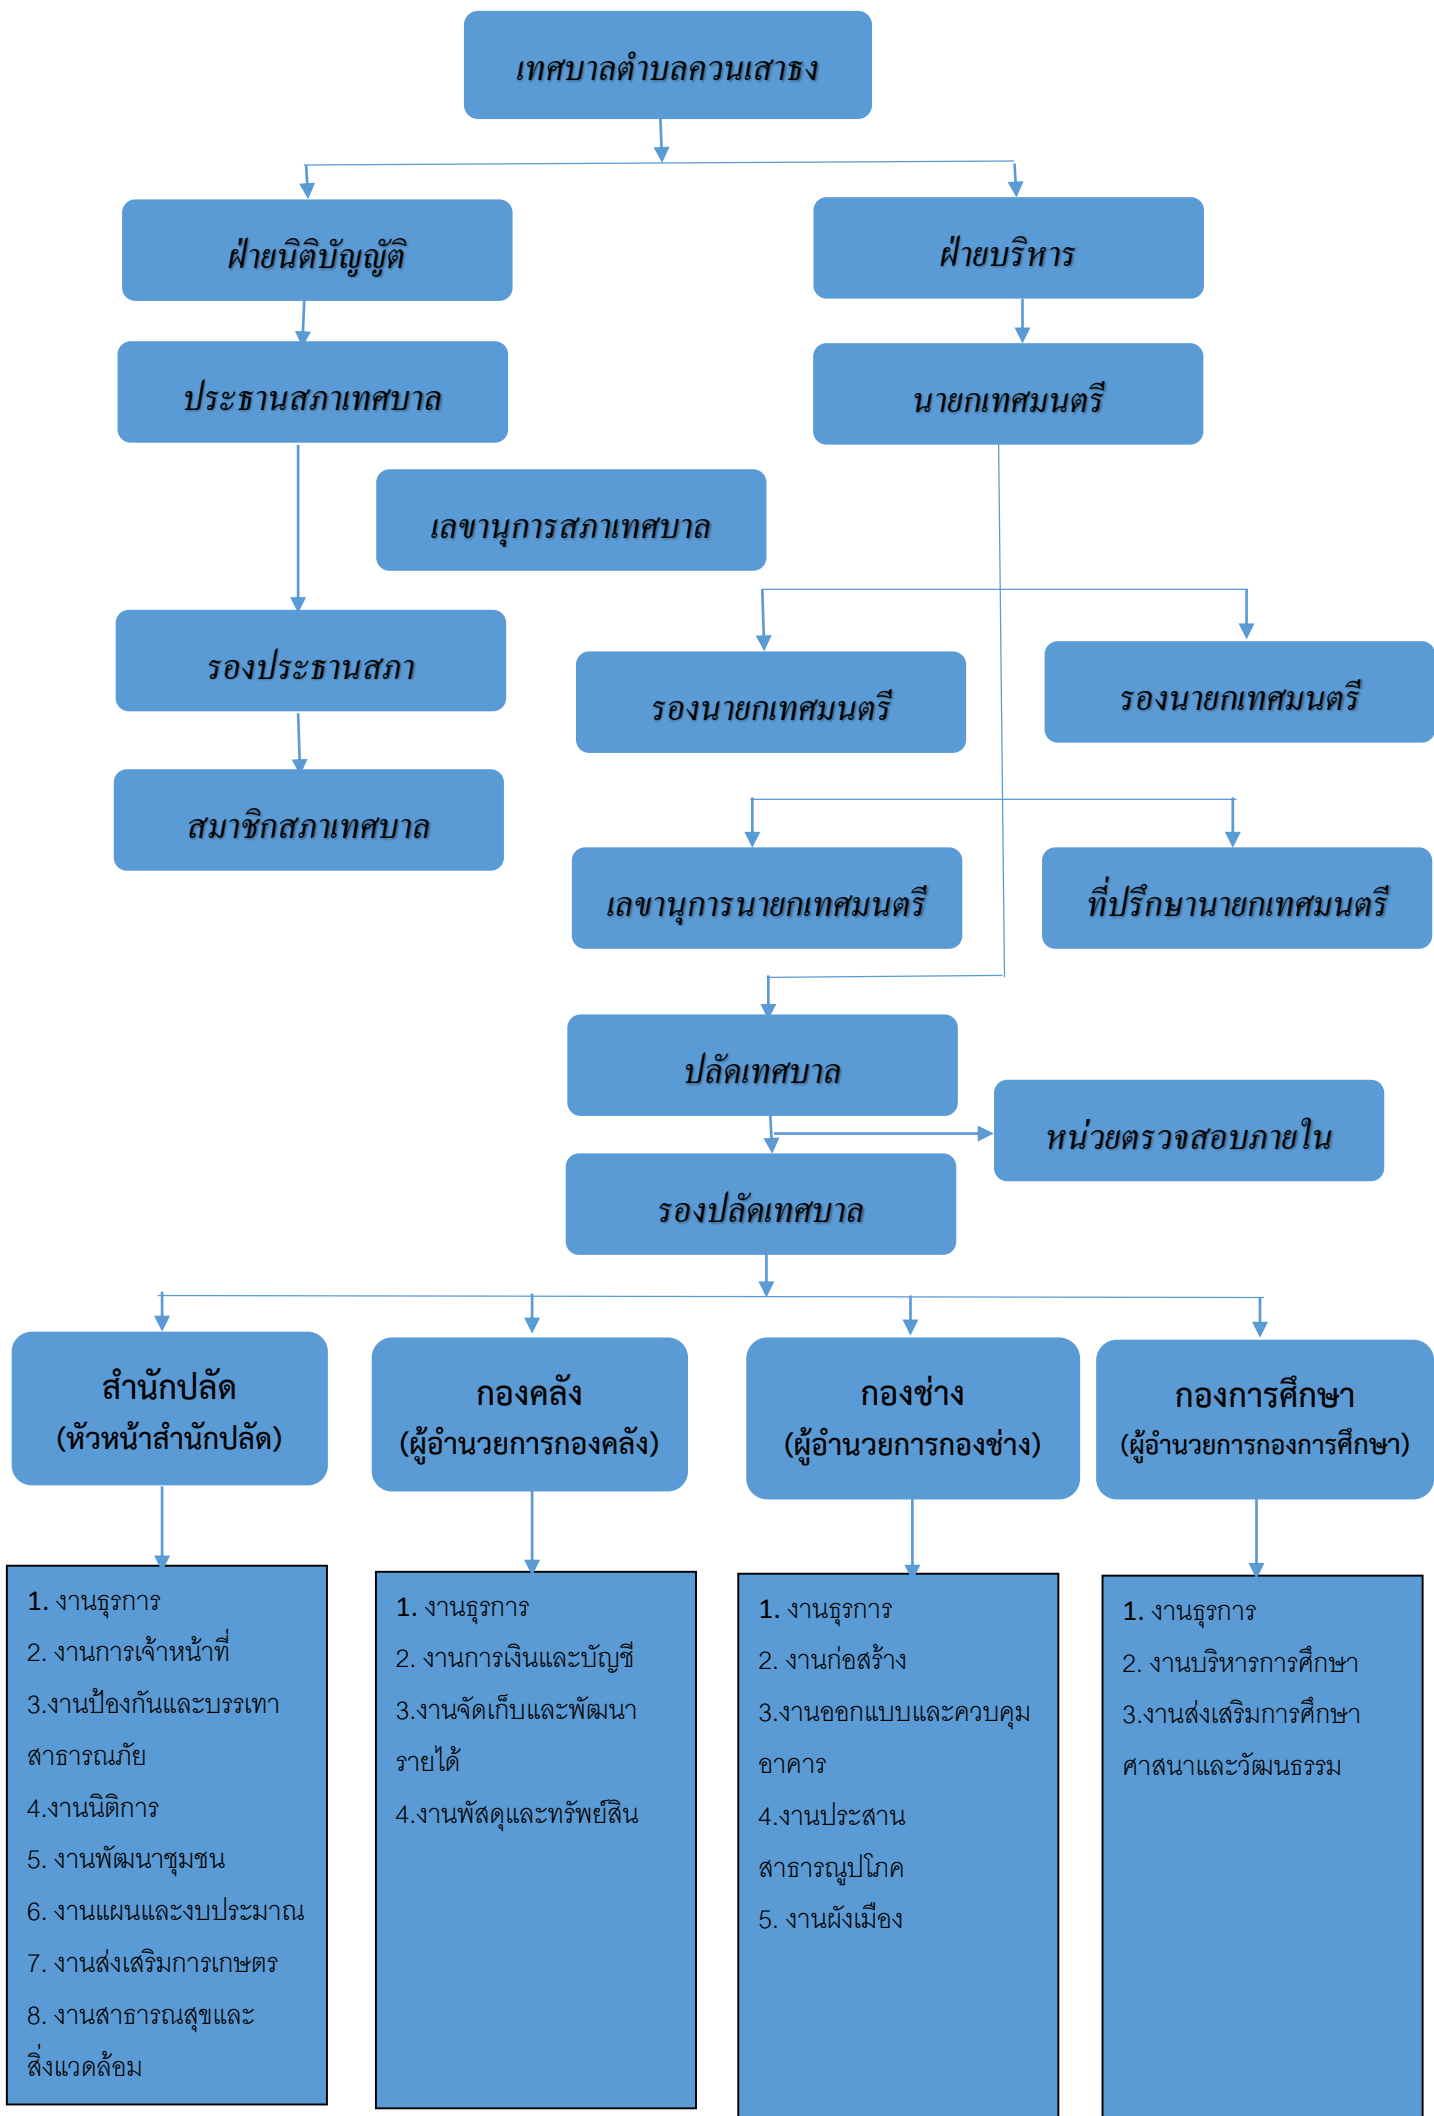 เทศบาลตำบลควนเสาธง
ฝ่ายนิติบัญญัติ
ฝ่ายบริหาร
ประธานสภาเทศบาล
นายกเทศมนตรี
เลขานุการสภาเทศบาล
รองประธานสภา
รองนายกเทศมนตรี
รองนายกเทศมนตรี
สมาชิกสภาเทศบาล
เลขานุการนายกเทศมนตรี
ที่ปรึกษานายกเทศมนตรี
ปลัดเทศบาล
หน่วยตรวจสอบภายใน
รองปลัดเทศบาล
สำนักปลัด
(หัวหน้าสำนักปลัด)
กองคลัง
(ผู้อำนวยการกองคลัง)
กองช่าง
(ผู้อำนวยการกองช่าง)
กองการศึกษา
(ผู้อำนวยการกองการศึกษา)
1. งานธุรการ
2. งานการเจ้าหน้าที่
3.งานป้องกันและบรรเทา
สาธารณภัย
4.งานนิติการ
5. งานพัฒนาชุมชน
6. งานแผนและงบประมาณ
7. งานส่งเสริมการเกษตร
8. งานสาธารณสุขและ
สิ่งแวดล้อม
1. งานธุรการ
2. งานการเงินและบัญชี
3.งานจัดเก็บและพัฒนา
รายได้
4.งานพัสดุและทรัพย์สิน
1. งานธุรการ
2. งานก่อสร้าง
3.งานออกแบบและควบคุม
อาคาร
4.งานประสาน
สาธารณูปโภค
5. งานผังเมือง
1. งานธุรการ
2. งานบริหารการศึกษา
3.งานส่งเสริมการศึกษา
ศาสนาและวัฒนธรรม